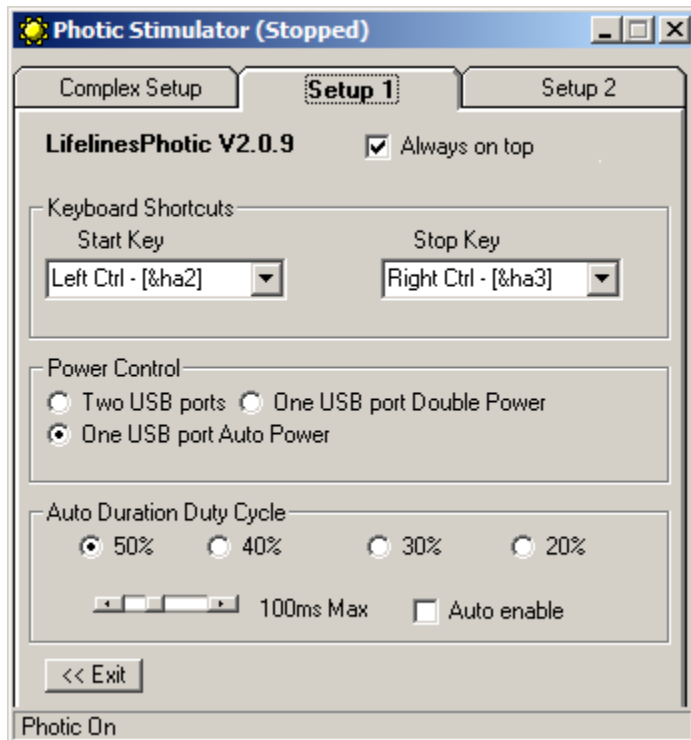 Photic Stimulator (Stopped)
Complex Setup Setup 1 Setup 2
LifelinesPhotic V2.0.9 Always on top
Keyboard Shortcuts
Start Key Stop Key
Left Ctrl - [&ha2] Right Ctrl - [&ha3]
Power Control
Two USB ports One USB port Double Power
One USB port Auto Power
Auto Duration Duty Cycle
50% 40% 30% 20%
100ms Max Auto enable
<< Exit
Photic On